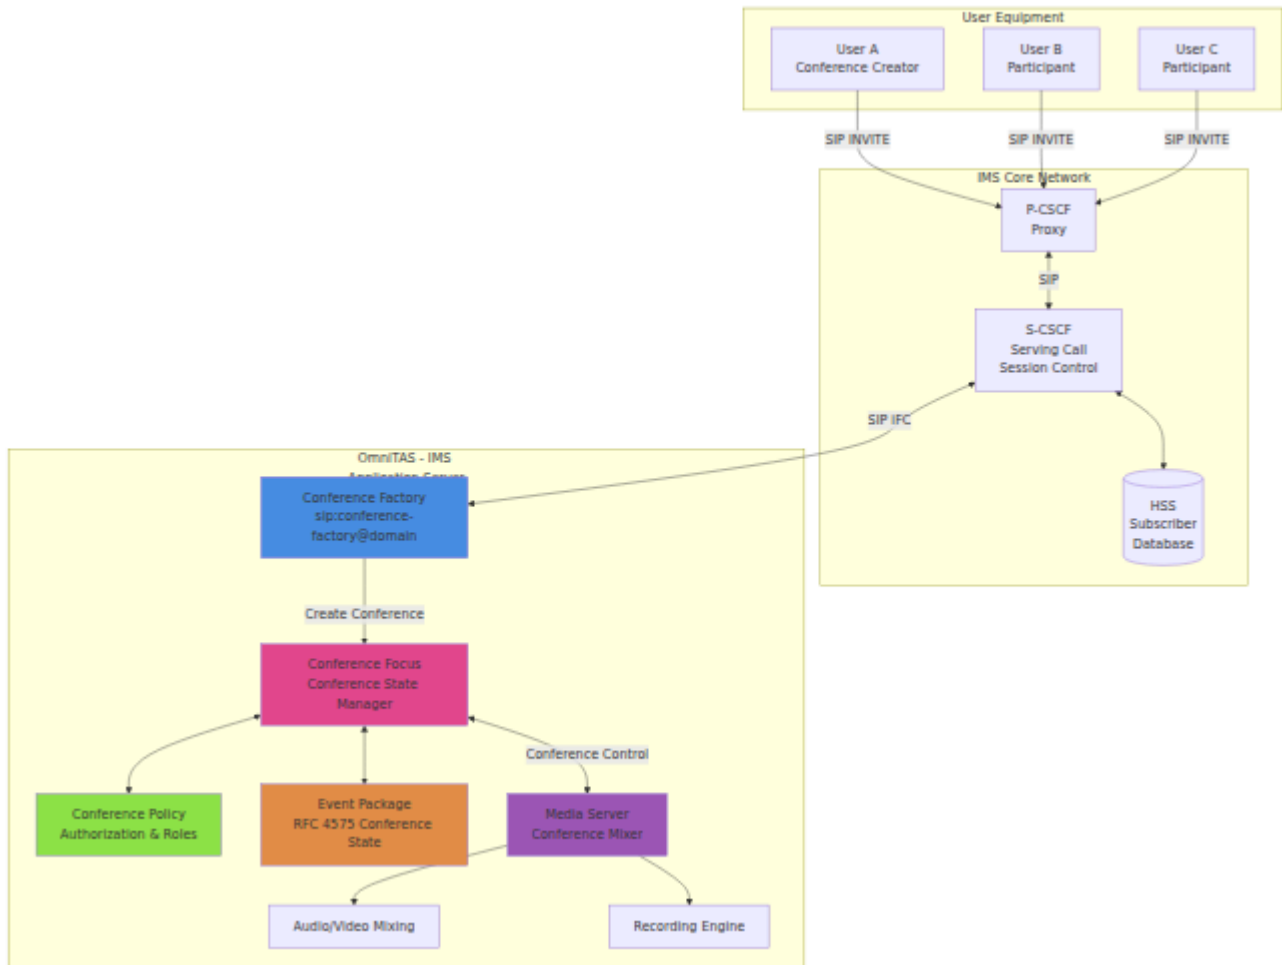 User Equipment
User A
Conference Creator
User B
Participant
User C
Participant
SIP INVITE
SIP INVITE
SIP INVITE
IMS Core Network
P-CSCF
Proxy
SIP
S-CSCF
Serving Call
Session Control
SIP IFC
HSS
Subscriber
Database
OmniTAS - IMS
Application Server
Conference Factory
sip:conference-
factory@domain
Create Conference
Conference Focus
Conference State
Manager
Conference Control
Conference Policy
Authorization & Roles
Event Package
RFC 4575 Conference
State
Media Server
Conference Mixer
Audio/Video Mixing
Recording Engine